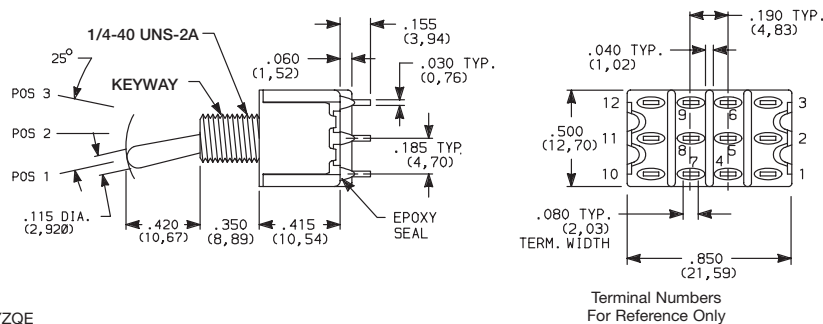 1/4-40 UNS-2A
KEYWAY
25°
POS 3
POS 2
POS 1
.115 DIA.
(2,920)
.420
(10,67)
.350
(8,89)
.415
(10,54)
.060
(1,52)
.155
(3,94)
.030 TYP.
(0,76)
.185 TYP.
(4,70)
EPOXY
SEAL
.190 TYP.
(4,83)
.040 TYP.
(1,02)
.500
(12,70)
12
9
6
3
11
8
5
2
10
7
4
1
.080 TYP.
(2,03)
TERM. WIDTH
.850
(21,59)
Terminal Numbers
For Reference Only
ZQE